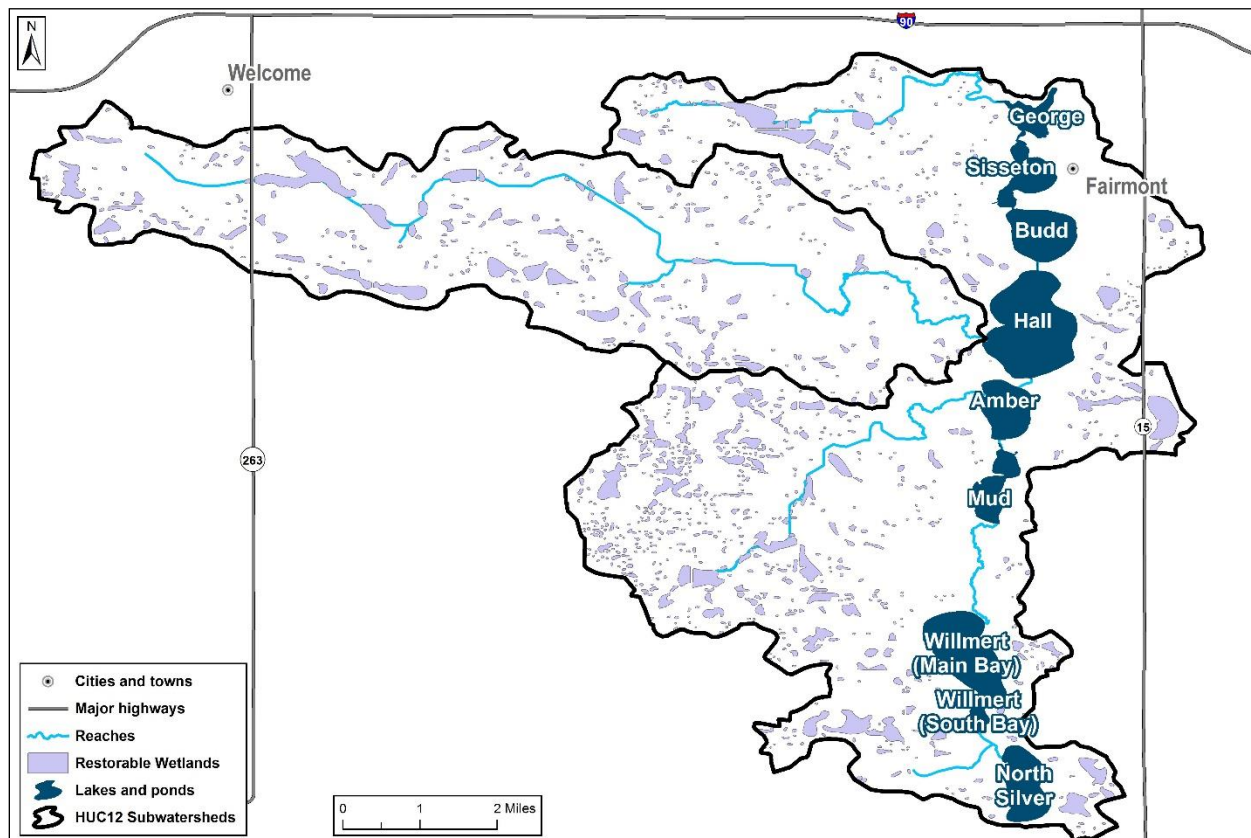 N
90
Welcome
George
Sisseton
Fairmont
Budd
Hall
Amber
15
263
Mud
Willmert
(Main Bay)
Willmert
(South Bay)
North
Silver
Cities and towns
Major highways
Reaches
Restorable Wetlands
Lakes and ponds
HUC12 Subwatersheds
0 1 2 Miles